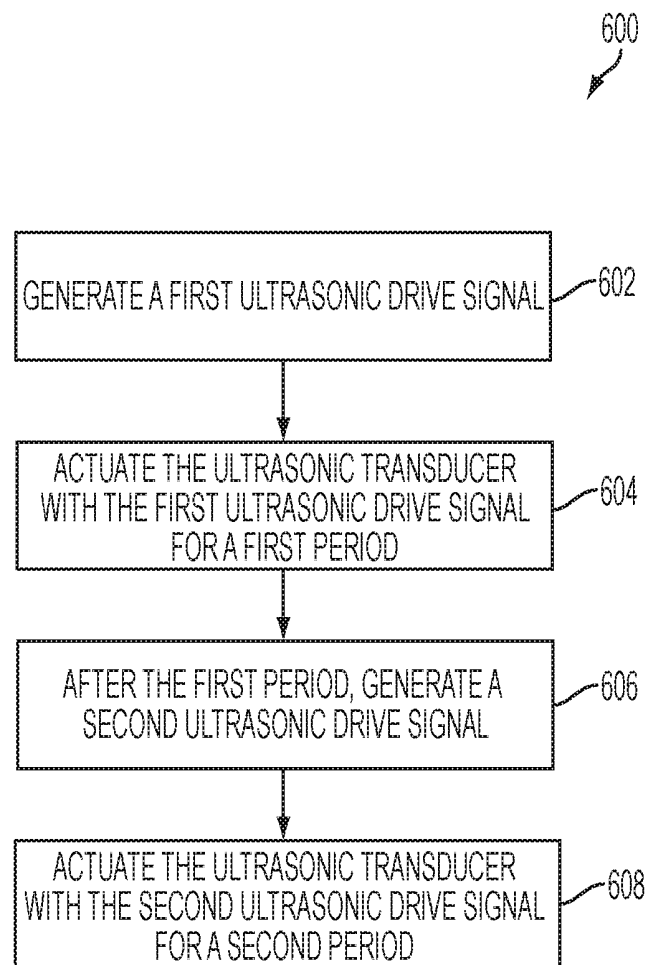 600
GENERATE A FIRST ULTRASONIC DRIVE SIGNAL
602
ACTUATE THE ULTRASONIC TRANSDUCER
WITH THE FIRST ULTRASONIC DRIVE SIGNAL
FOR A FIRST PERIOD
604
AFTER THE FIRST PERIOD, GENERATE A
SECOND ULTRASONIC DRIVE SIGNAL
606
ACTUATE THE ULTRASONIC TRANSDUCER
WITH THE SECOND ULTRASONIC DRIVE SIGNAL
FOR A SECOND PERIOD
608